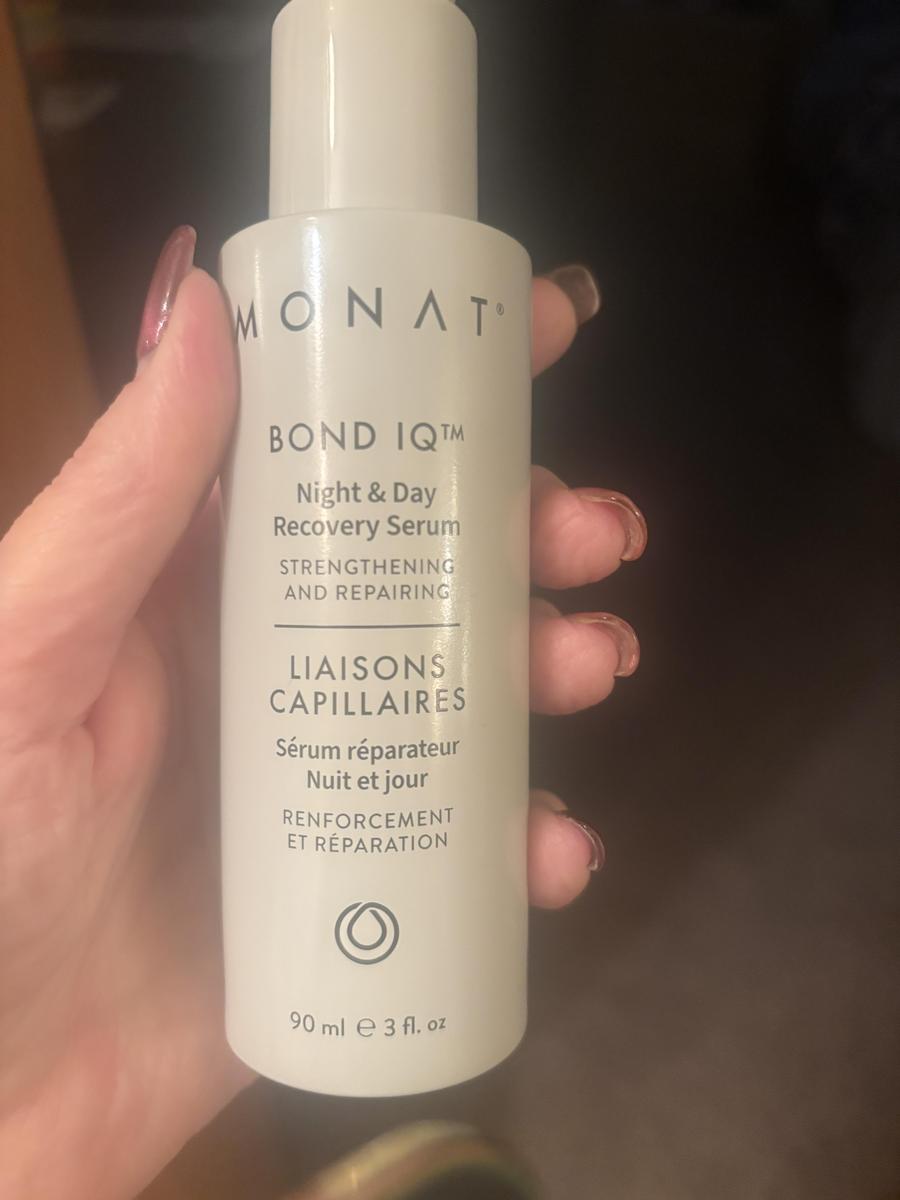 MONAT®
BOND IQ™
Night & Day
Recovery Serum
STRENGTHENING
AND REPAIRING
LIAISONS
CAPILLAIRES
Sérum réparateur
Nuit et jour
RENFORCEMENT
ET RÉPARATION
90 ml ℮ 3 fl. oz